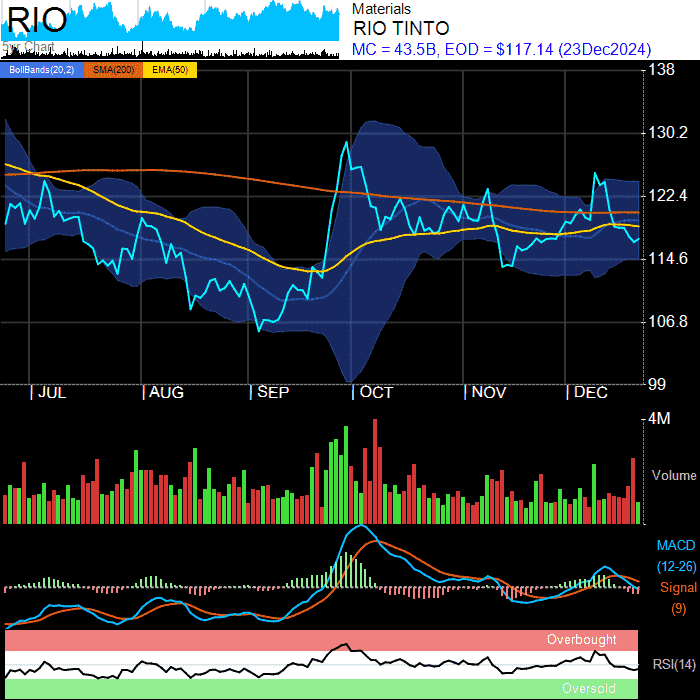 RIO
5yr Chart
Materials
RIO TINTO
MC = 43.5B, EOD = $117.14 (23Dec2024)
BollBands(20,2) SMA(200) EMA(50)
138
130.2
122.4
114.6
106.8
99
JUL AUG SEP OCT NOV DEC
4M
Volume
MACD
(12-26)
Signal
(9)
Overbought
RSI(14)
Oversold